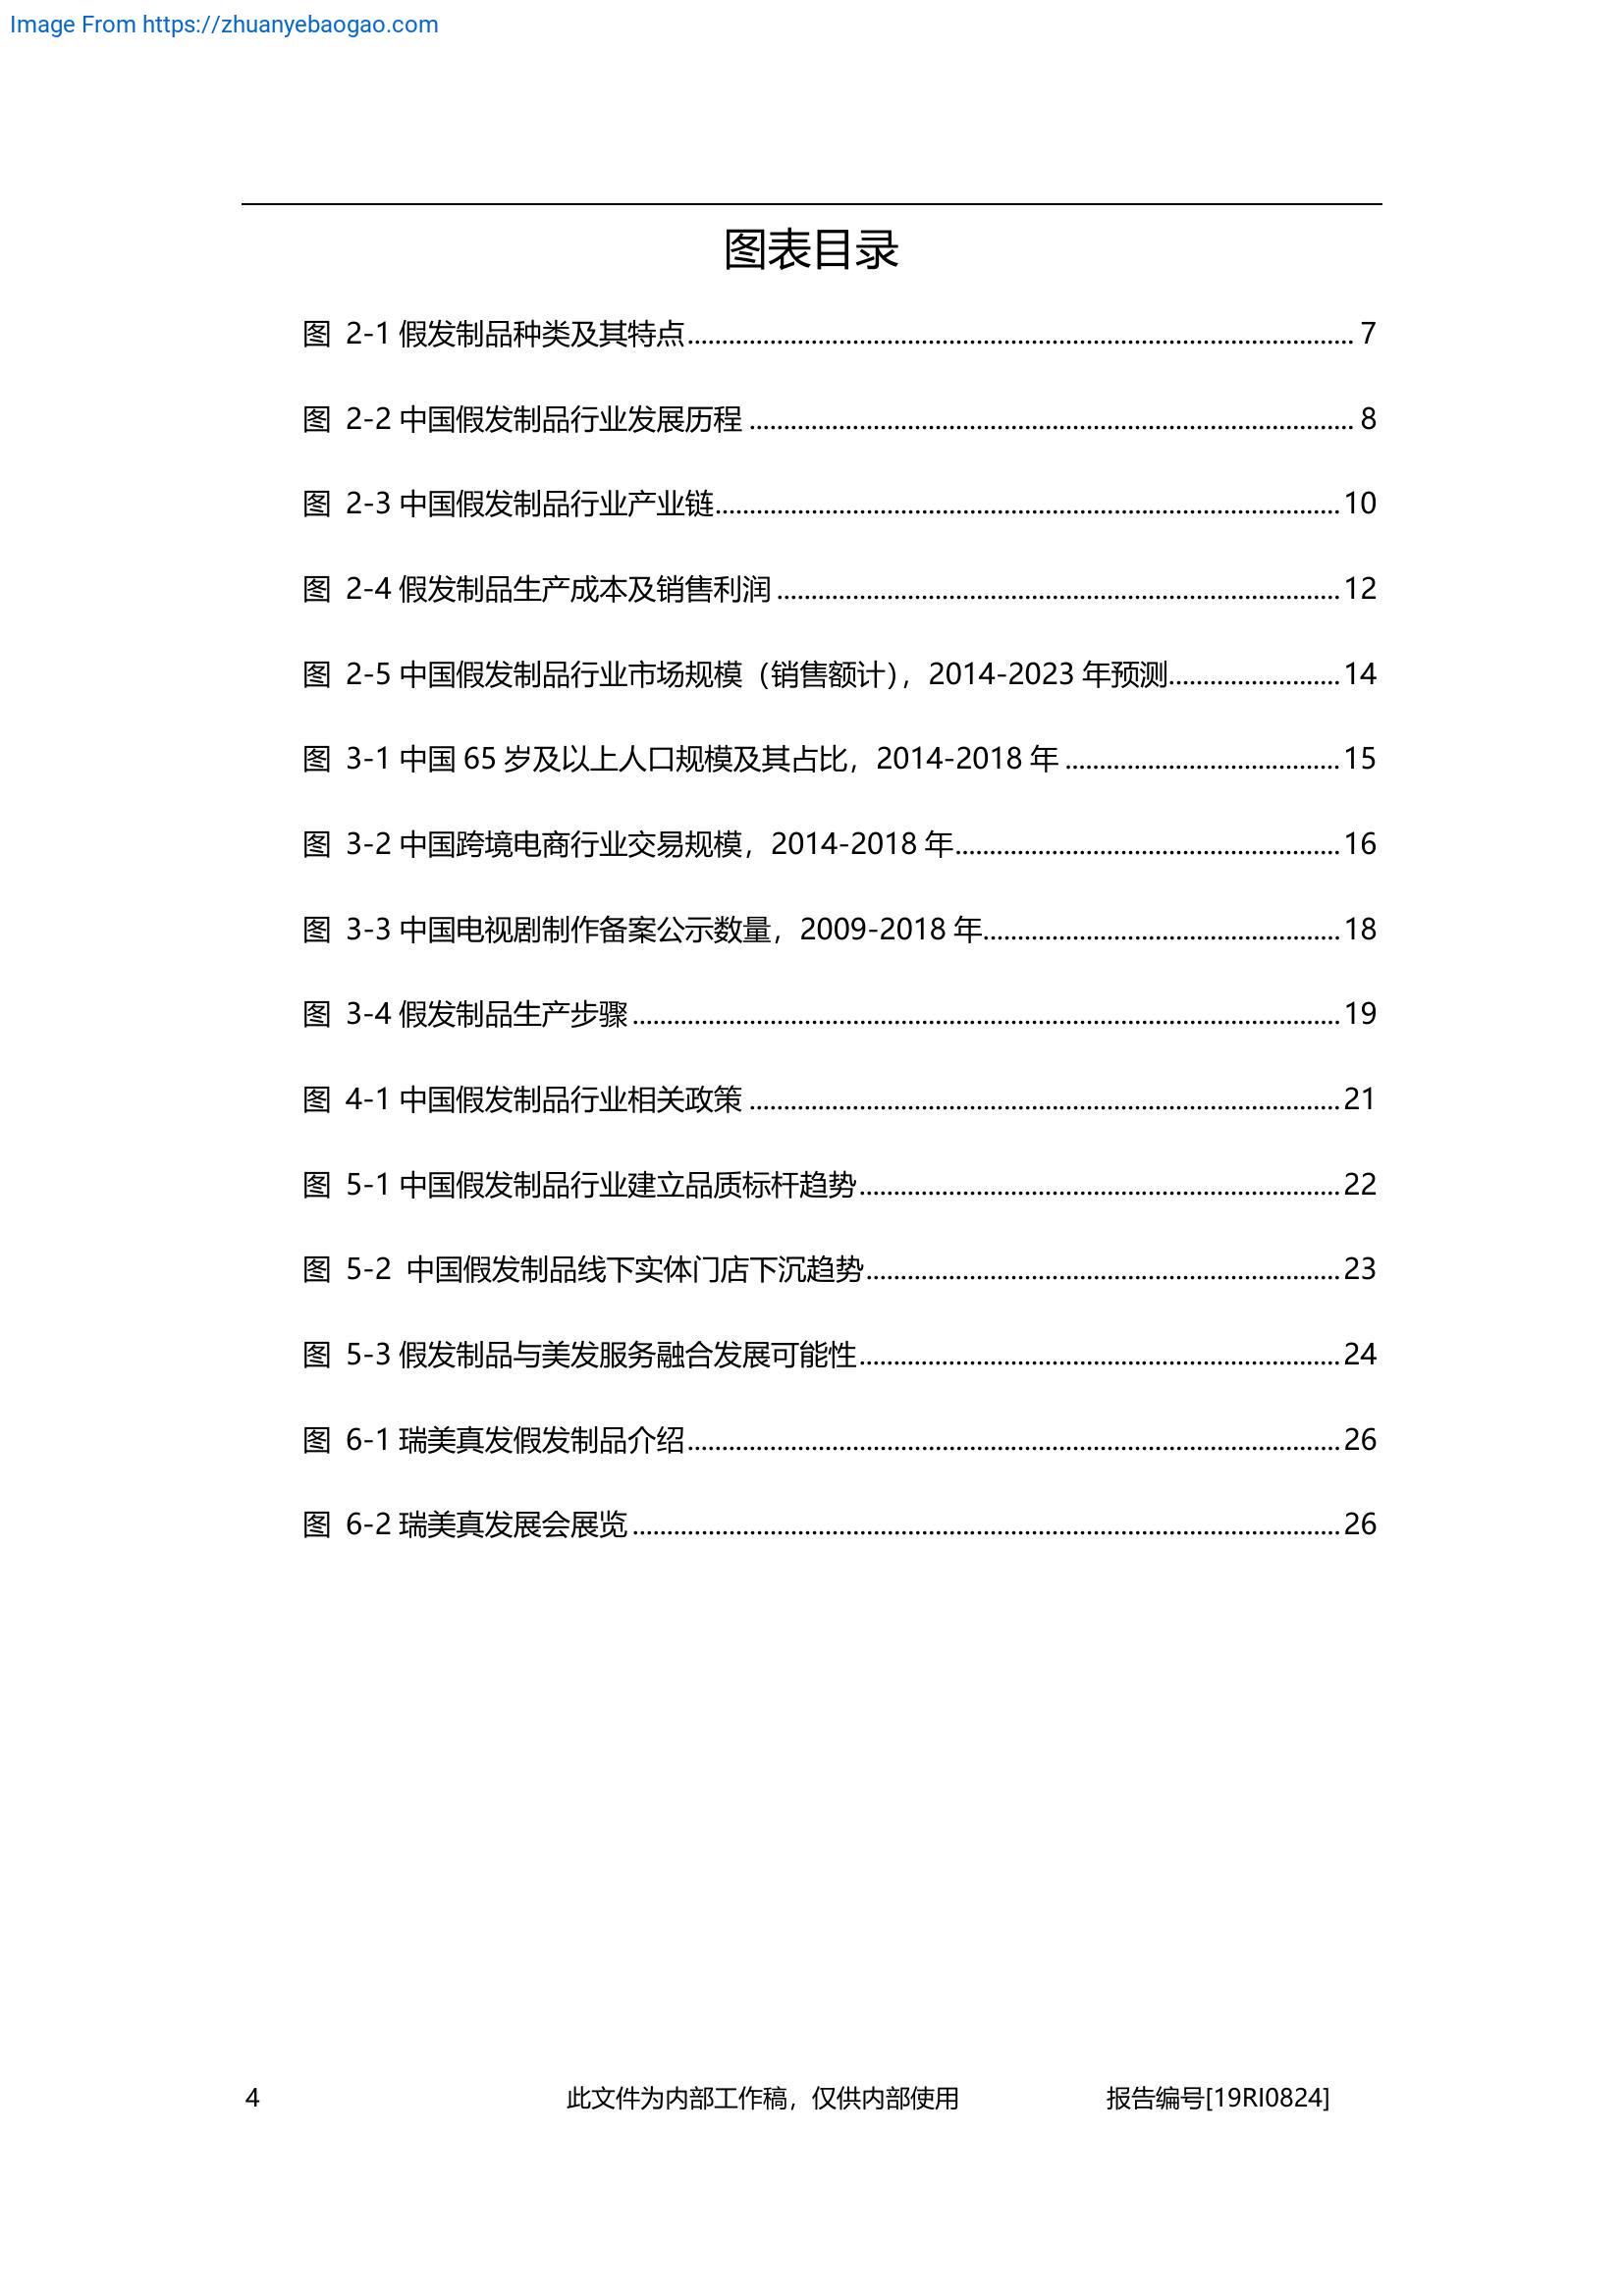 Image From https://zhuanyebaogao.com
图表目录
图 2-1 假发制品种类及其特点........................................7
图 2-2 中国假发制品行业发展历程........................................8
图 2-3 中国假发制品行业产业链........................................10
图 2-4 假发制品生产成本及销售利润........................................12
图 2-5 中国假发制品行业市场规模（销售额计），2014-2023 年预测.........................14
图 3-1 中国 65 岁及以上人口规模及其占比，2014-2018 年........................................15
图 3-2 中国跨境电商行业交易规模，2014-2018 年........................................16
图 3-3 中国电视剧制作备案公示数量，2009-2018 年........................................18
图 3-4 假发制品生产步骤........................................19
图 4-1 中国假发制品行业相关政策........................................21
图 5-1 中国假发制品行业建立品质标杆趋势........................................22
图 5-2 中国假发制品线下实体门店下沉趋势........................................23
图 5-3 假发制品与美发服务融合发展可能性........................................24
图 6-1 瑞美真发假发制品介绍........................................26
图 6-2 瑞美真发展会展览........................................26
4 此文件为内部工作稿，仅供内部使用 报告编号[19RI0824]